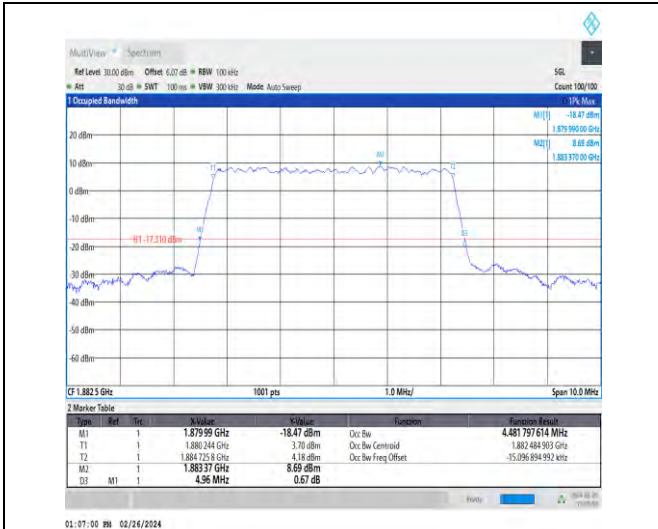 MultiView Spectrum
Ref Level 30.00 dBm Offset 6.07 dB RBW 100 kHz SGL
Att 30 dB SWT 100 ms VBW 300 kHz Mode Auto Sweep Count 100/100
1 Occupied Bandwidth 1Pk Max
M1[1] -18.47 dBm
1.879 990 00 GHz
M2[1] 8.69 dBm
1.883 370 00 GHz
20 dBm
10 dBm
M2
T1 T2
0 dBm
-10 dBm
M1 D3
H1 -17.310 dBm
-20 dBm
-30 dBm
-40 dBm
-50 dBm
-60 dBm
CF 1.882 5 GHz 1001 pts 1.0 MHz/ Span 10.0 MHz
2 Marker Table
Type Ref Trc X-Value Y-Value Function Function Result
M1 1 1.879 99 GHz -18.47 dBm Occ Bw 4.481 797 614 MHz
T1 1 1.880 244 GHz 3.70 dBm Occ Bw Centroid 1.882 484 903 GHz
T2 1 1.884 725 8 GHz 4.18 dBm Occ Bw Freq Offset -15.096 894 992 kHz
M2 1 1.883 37 GHz 8.69 dBm
D3 M1 1 4.96 MHz 0.67 dB
Ready
01:07:00 PM 02/26/2024